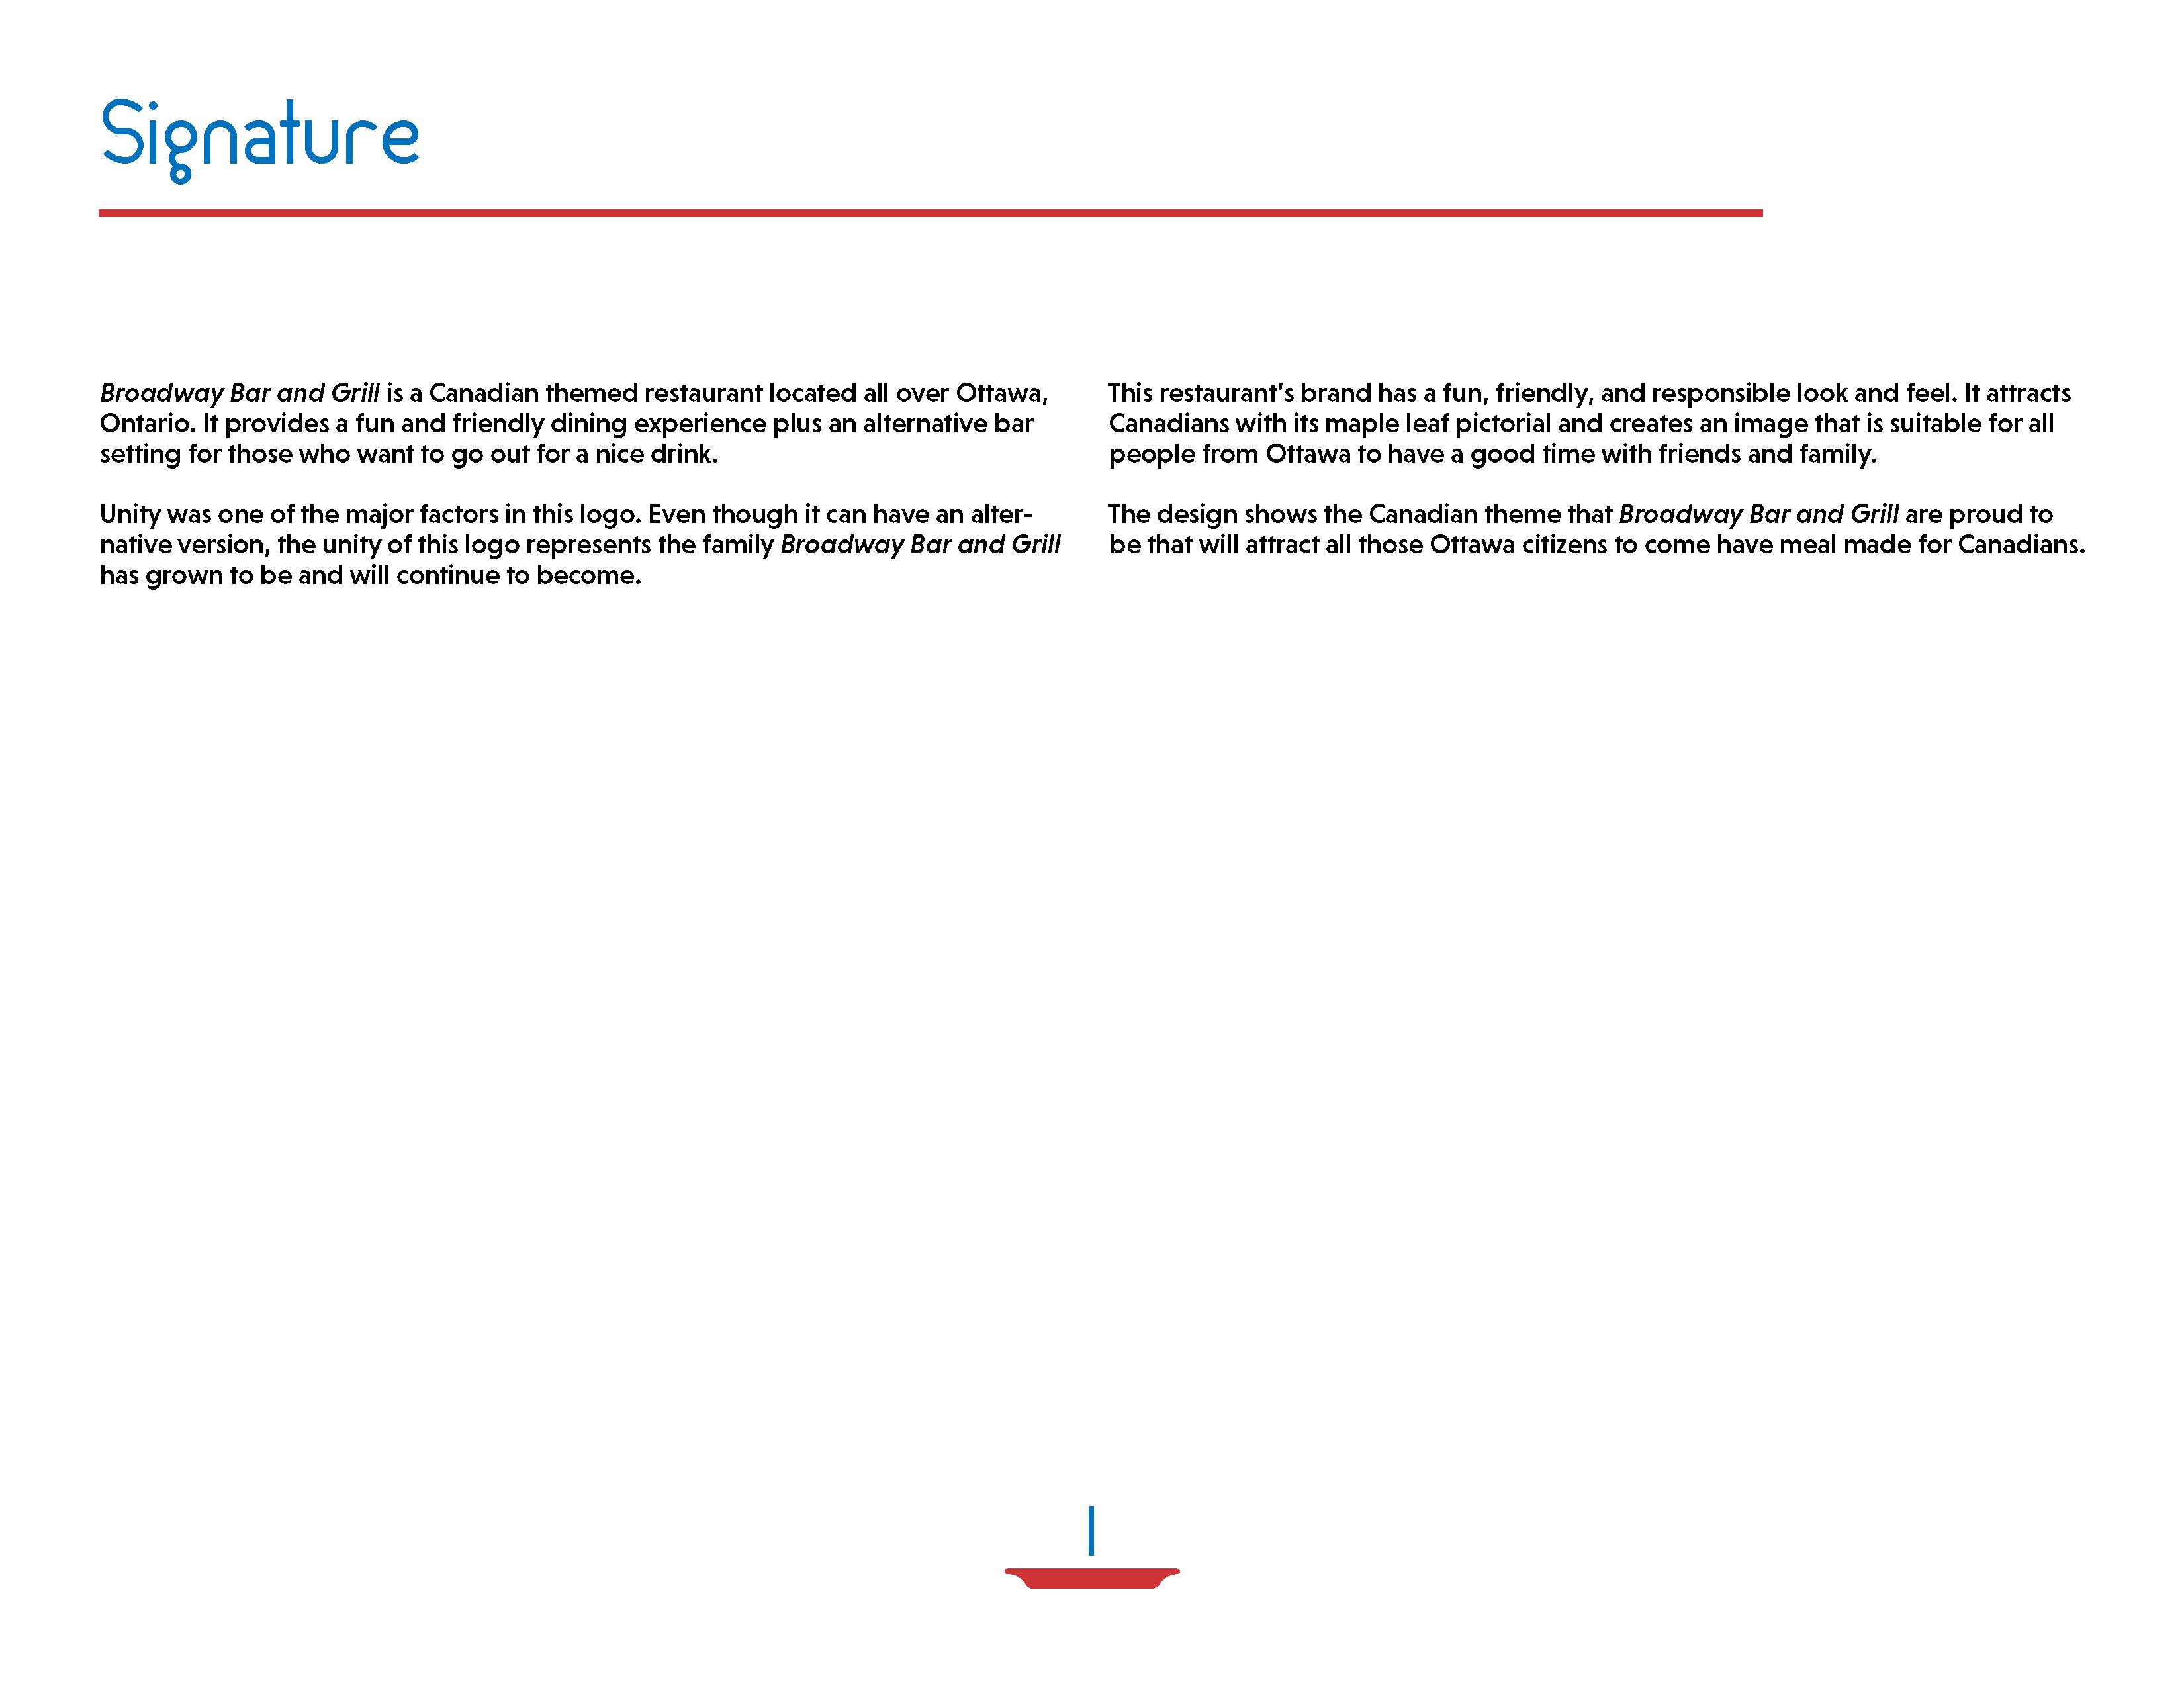 Signature
Broadway Bar and Grill is a Canadian themed restaurant located all over Ottawa,
Ontario. It provides a fun and friendly dining experience plus an alternative bar
setting for those who want to go out for a nice drink.
Unity was one of the major factors in this logo. Even though it can have an alter-
native version, the unity of this logo represents the family Broadway Bar and Grill
has grown to be and will continue to become.
This restaurant's brand has a fun, friendly, and responsible look and feel. It attracts
Canadians with its maple leaf pictorial and creates an image that is suitable for all
people from Ottawa to have a good time with friends and family.
The design shows the Canadian theme that Broadway Bar and Grill are proud to
be that will attract all those Ottawa citizens to come have meal made for Canadians.
1